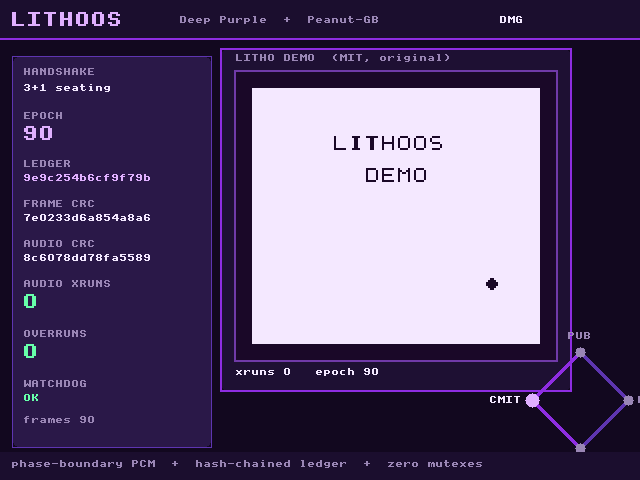 LITHOOS
Deep Purple + Peanut-GB
DMG
HANDSHAKE
3+1 seating
EPOCH
90
LEDGER
9e9c254b6cf9f79b
FRAME CRC
7e0233d6a854a8a6
AUDIO CRC
8c6078dd78fa5589
AUDIO XRUNS
0
OVERRUNS
0
WATCHDOG
OK
frames 90
LITHO DEMO (MIT, original)
LITHOOS
DEMO
xruns 0 epoch 90
PUB
CMIT
phase-boundary PCM + hash-chained ledger + zero mutexes